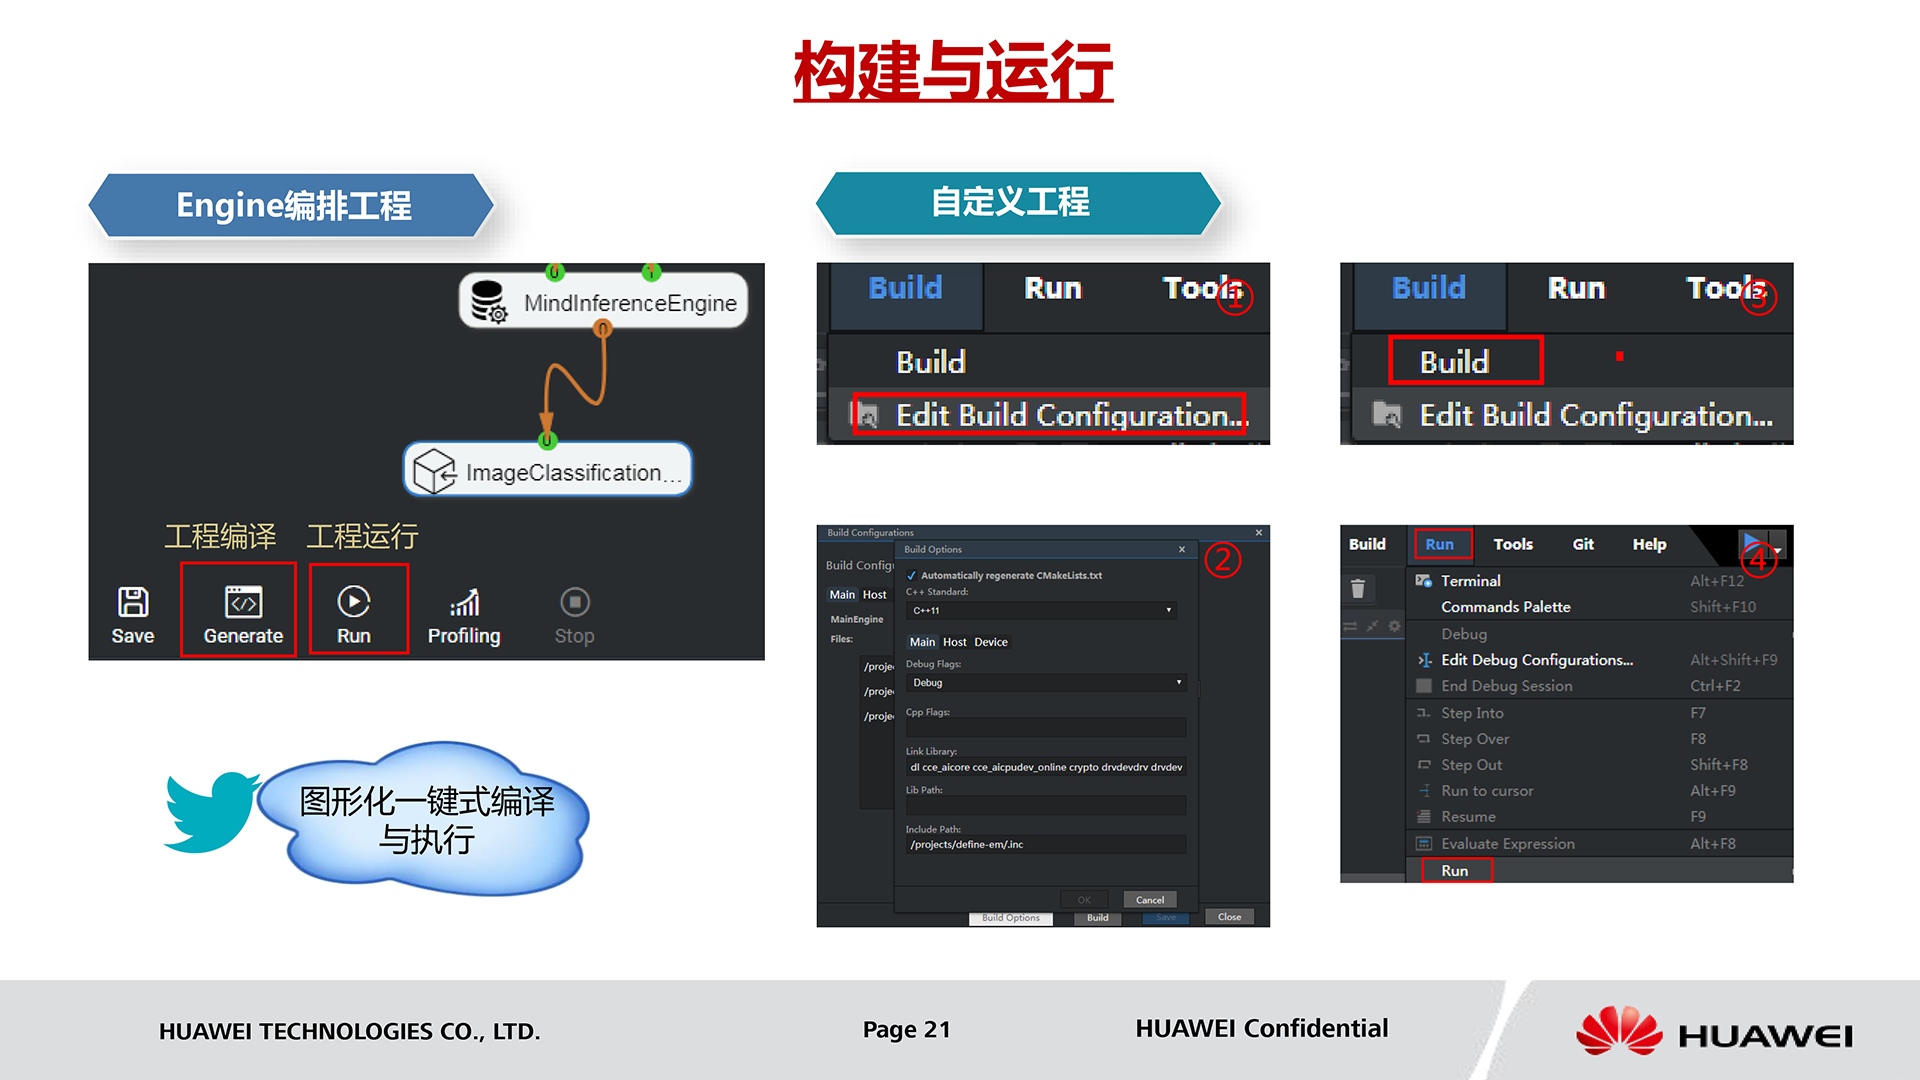 构建与运行
Engine编排工程
MindInferenceEngine
ImageClassification...
工程编译 工程运行
Save Generate Run Profiling Stop
图形化一键式编译
与执行
自定义工程
Build Run Tools
①
Build
Edit Build Configuration...
Build Configurations
Build Options
②
Build Configu
Automatically regenerate CMakeLists.txt
C++ Standard:
Main Host
C++11
MainEngine
Files:
Main Host Device
Debug Flags:
/projec
Debug
/projec
/projec
Cpp Flags:
Link Library:
dl cce_aicore cce_aicpudev_online crypto drvdevdrv drvdev
Lib Path:
Include Path:
/projects/define-em/.inc
OK Cancel
Build Options Build Save Close
Build Run Tools
③
Build
Edit Build Configuration...
Build Run Tools Git Help
④
Terminal Alt+F12
Commands Palette Shift+F10
Debug
Edit Debug Configurations... Alt+Shift+F9
End Debug Session Ctrl+F2
Step Into F7
Step Over F8
Step Out Shift+F8
Run to cursor Alt+F9
Resume F9
Evaluate Expression Alt+F8
Run
HUAWEI TECHNOLOGIES CO., LTD.
Page 21
HUAWEI Confidential
HUAWEI